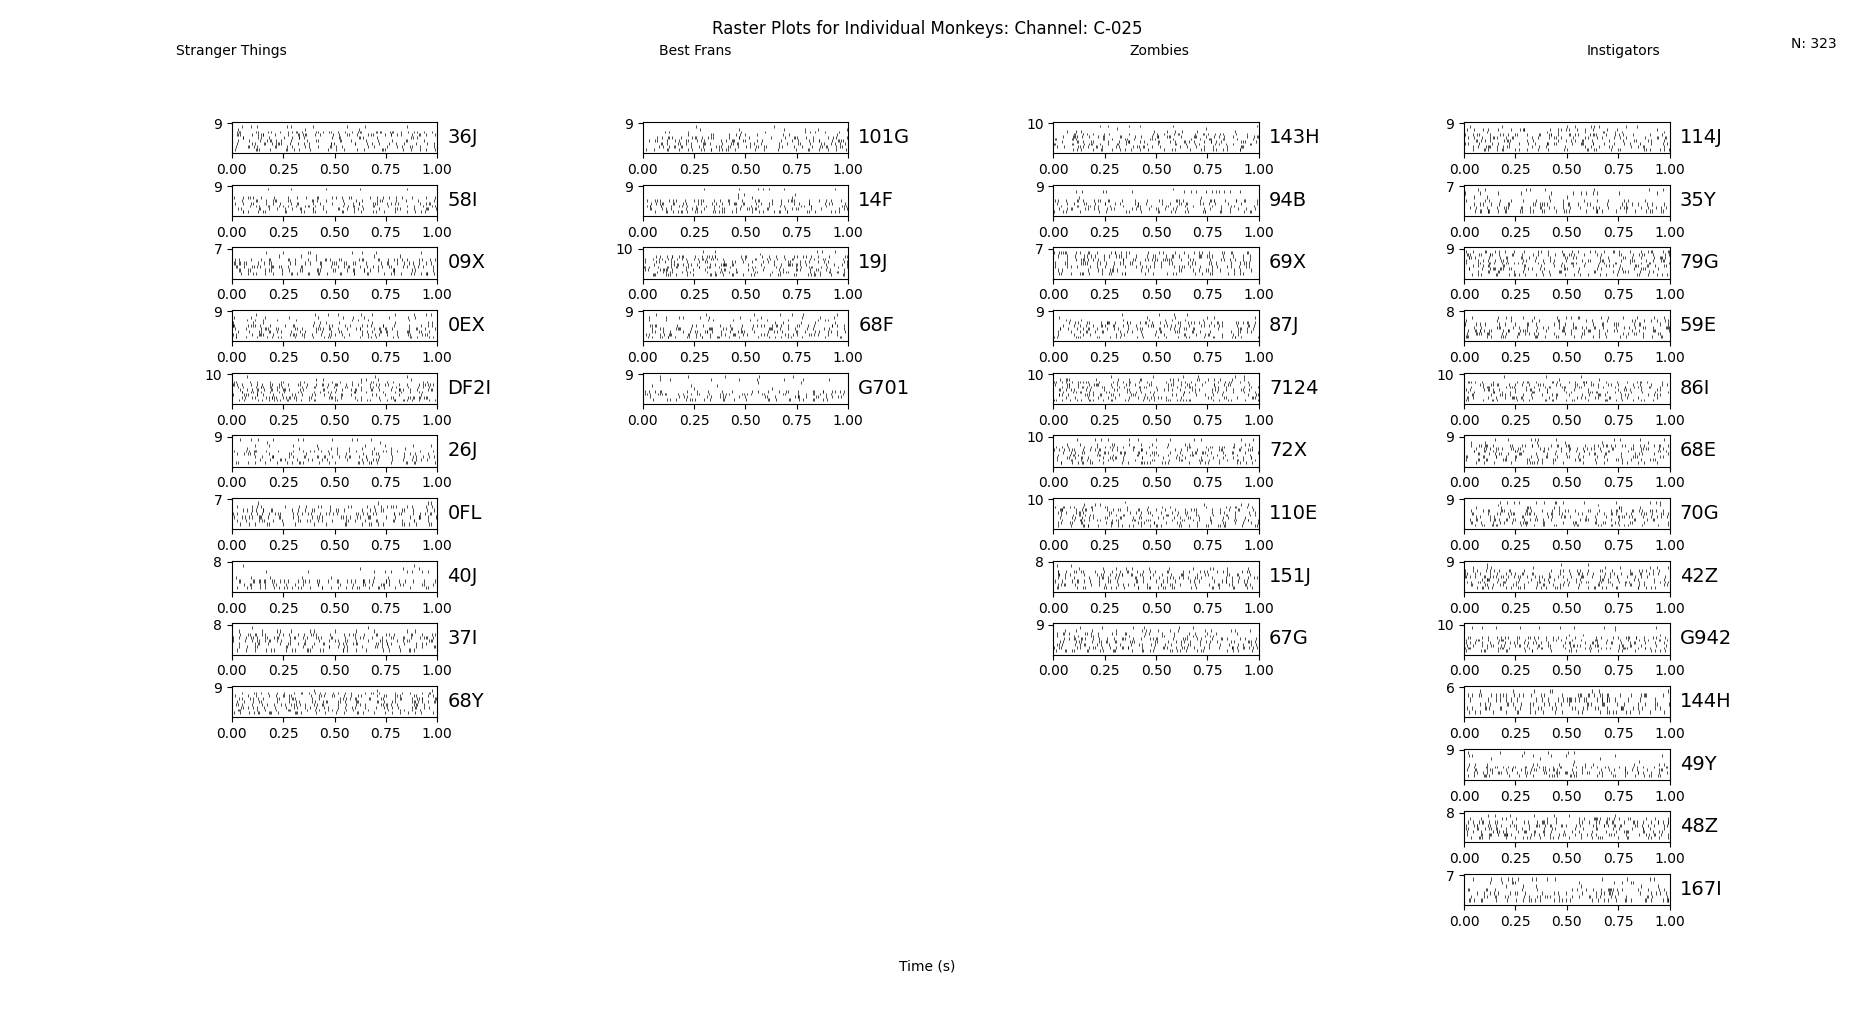 Raster Plots for Individual Monkeys: Channel: C-025
N: 323
Stranger Things Best Frans Zombies Instigators
9 36J 9 101G 10 143H 9 114J
0.00 0.25 0.50 0.75 1.00 0.00 0.25 0.50 0.75 1.00 0.00 0.25 0.50 0.75 1.00 0.00 0.25 0.50 0.75 1.00
9 58I 9 14F 9 94B 7 35Y
0.00 0.25 0.50 0.75 1.00 0.00 0.25 0.50 0.75 1.00 0.00 0.25 0.50 0.75 1.00 0.00 0.25 0.50 0.75 1.00
7 09X 10 19J 7 69X 9 79G
0.00 0.25 0.50 0.75 1.00 0.00 0.25 0.50 0.75 1.00 0.00 0.25 0.50 0.75 1.00 0.00 0.25 0.50 0.75 1.00
9 0EX 9 68F 9 87J 8 59E
0.00 0.25 0.50 0.75 1.00 0.00 0.25 0.50 0.75 1.00 0.00 0.25 0.50 0.75 1.00 0.00 0.25 0.50 0.75 1.00
10 DF2I 9 G701 10 7124 10 86I
0.00 0.25 0.50 0.75 1.00 0.00 0.25 0.50 0.75 1.00 0.00 0.25 0.50 0.75 1.00 0.00 0.25 0.50 0.75 1.00
9 26J 10 72X 9 68E
0.00 0.25 0.50 0.75 1.00 0.00 0.25 0.50 0.75 1.00 0.00 0.25 0.50 0.75 1.00
7 0FL 10 110E 9 70G
0.00 0.25 0.50 0.75 1.00 0.00 0.25 0.50 0.75 1.00 0.00 0.25 0.50 0.75 1.00
8 40J 8 151J 9 42Z
0.00 0.25 0.50 0.75 1.00 0.00 0.25 0.50 0.75 1.00 0.00 0.25 0.50 0.75 1.00
8 37I 9 67G 10 G942
0.00 0.25 0.50 0.75 1.00 0.00 0.25 0.50 0.75 1.00 0.00 0.25 0.50 0.75 1.00
9 68Y 6 144H
0.00 0.25 0.50 0.75 1.00 0.00 0.25 0.50 0.75 1.00
9 49Y
0.00 0.25 0.50 0.75 1.00
8 48Z
0.00 0.25 0.50 0.75 1.00
7 167I
0.00 0.25 0.50 0.75 1.00
Time (s)